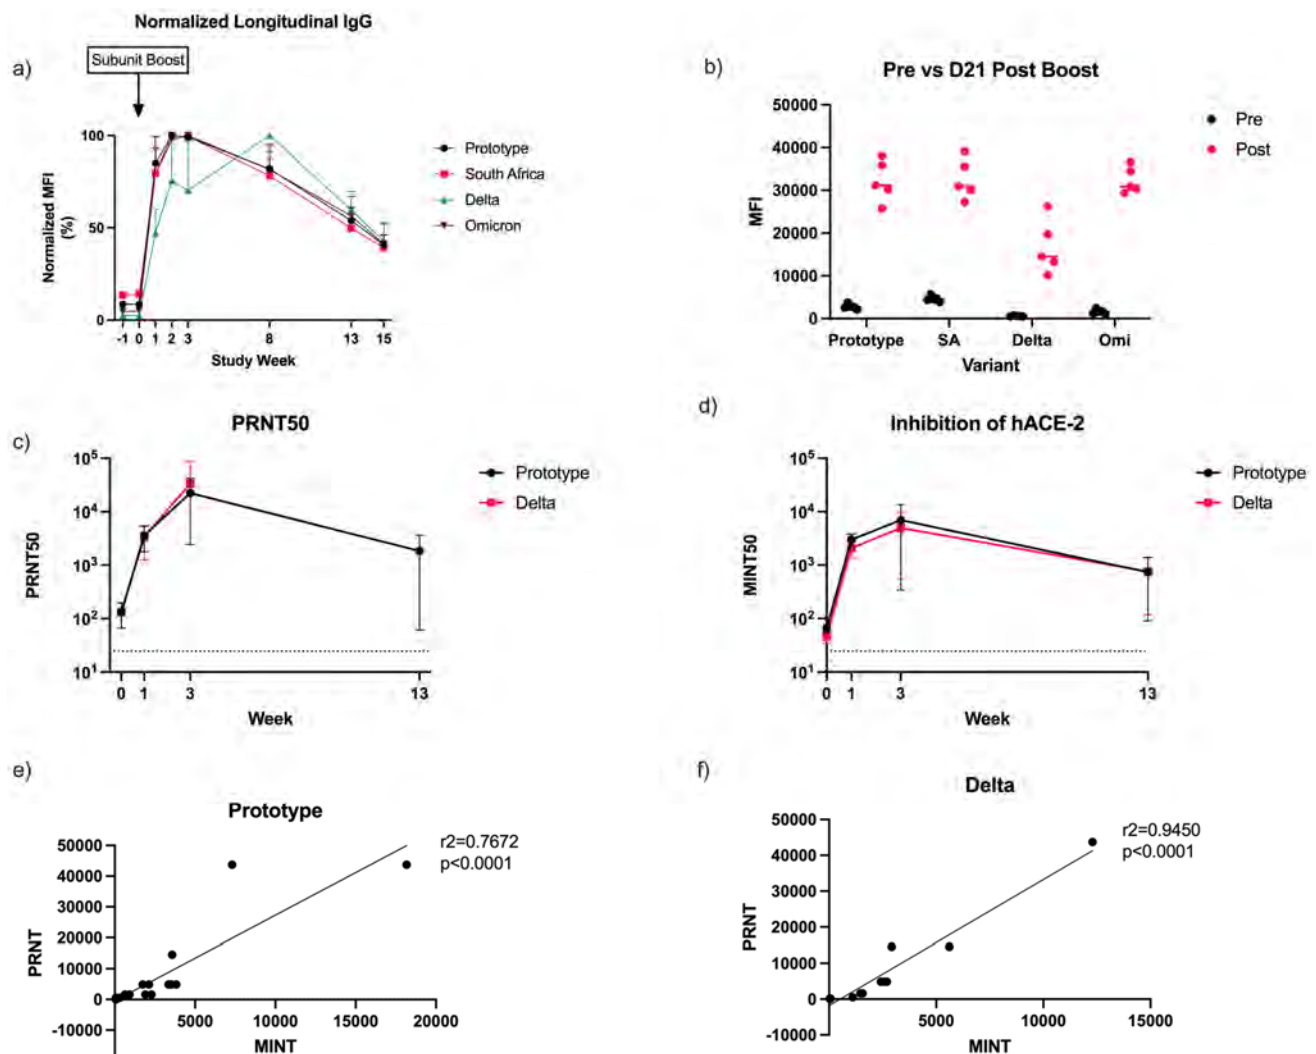 Normalized Longitudinal IgG
Subunit Boost
a)
100
50
0
Normalized MFI
(%)
-1 0 1 2 3 8 13 15
Study Week
Prototype
South Africa
Delta
Omicron
b)
Pre vs D21 Post Boost
50000
40000
30000
20000
10000
0
MFI
Prototype SA Delta Omi
Variant
Pre
Post
c)
PRNT50
10^5
10^4
10^3
10^2
10^1
PRNT50
0 1 3 13
Week
Prototype
Delta
d)
Inhibition of hACE-2
10^5
10^4
10^3
10^2
10^1
MINT50
0 1 3 13
Week
Prototype
Delta
e)
Prototype
50000
40000
30000
20000
10000
0
-10000
PRNT
5000 10000 15000 20000
MINT
r2=0.7672
p<0.0001
f)
Delta
50000
40000
30000
20000
10000
0
-10000
PRNT
5000 10000 15000
MINT
r2=0.9450
p<0.0001